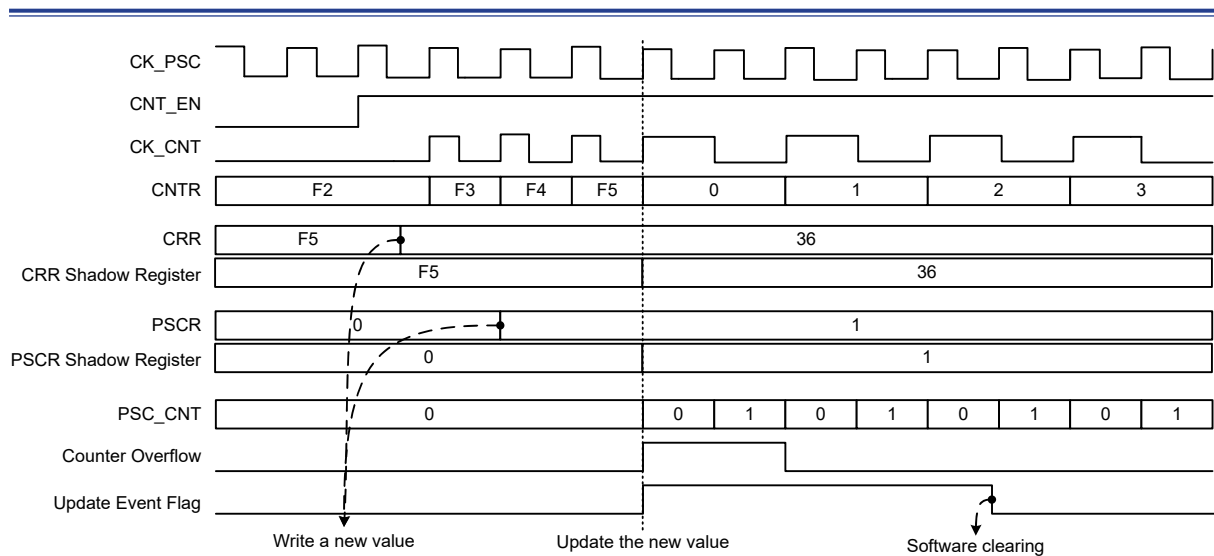 CK_PSC
CNT_EN
CK_CNT
CNTR F2 F3 F4 F5 0 1 2 3
CRR F5 36
CRR Shadow Register F5 36
PSCR 0 1
PSCR Shadow Register 0 1
PSC_CNT 0 0 1 0 1 0 1 0 1
Counter Overflow
Update Event Flag
Write a new value Update the new value Software clearing